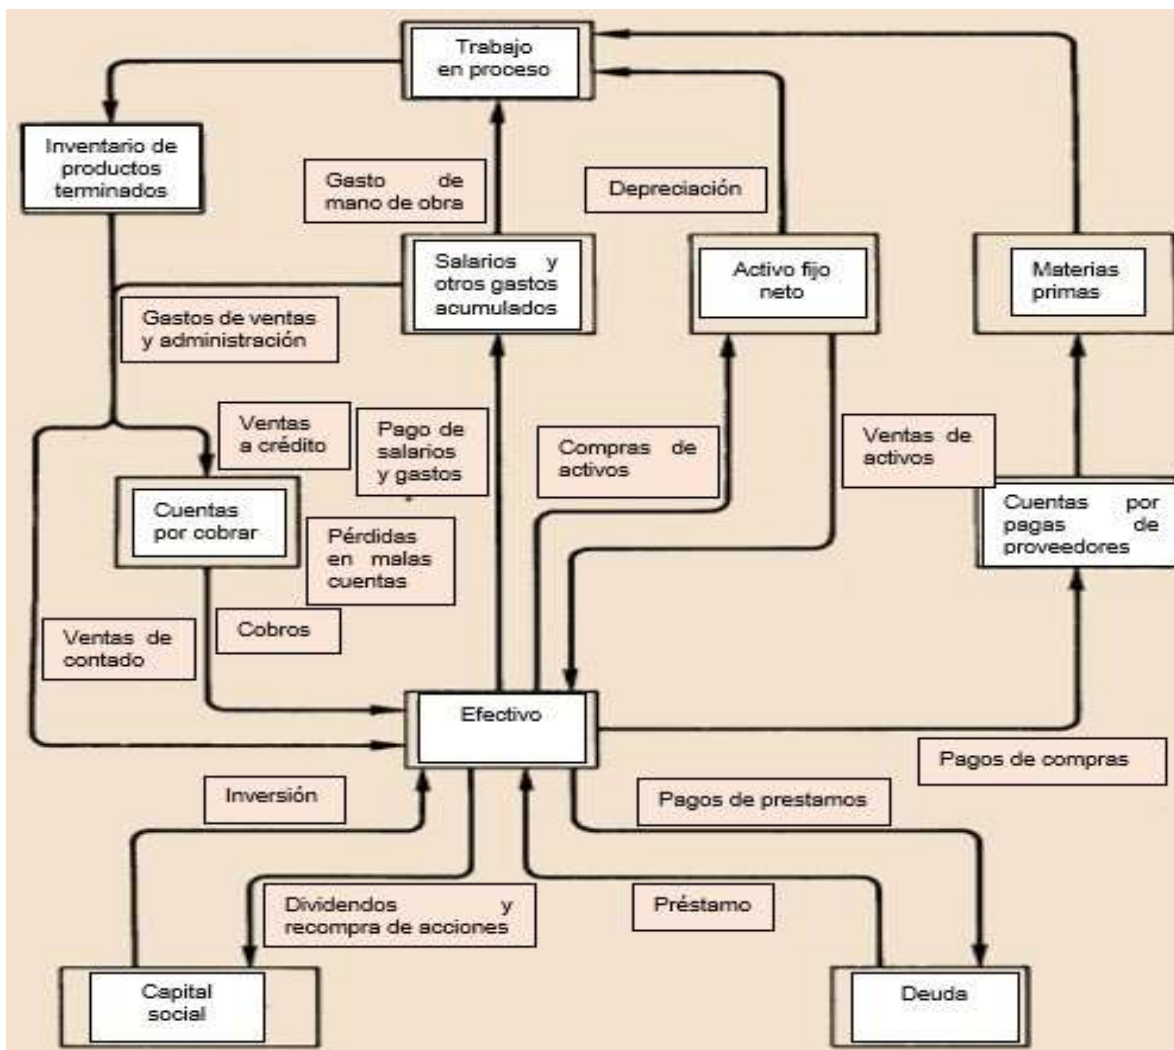 Trabajo
en proceso
Inventario de
productos
terminados
Gasto de
mano de obra
Depreciación
Salarios y
otros gastos
acumulados
Activo fijo
neto
Materias
primas
Gastos de ventas
y administración
Ventas
a crédito
Pago de
salarios
y gastos
Compras de
activos
Ventas de
activos
Cuentas
por cobrar
Pérdidas
en malas
cuentas
Cuentas por
pagas de
proveedores
Ventas de
contado
Cobros
Efectivo
Pagos de compras
Inversión
Pagos de prestamos
Dividendos y
recompra de acciones
Préstamo
Capital
social
Deuda